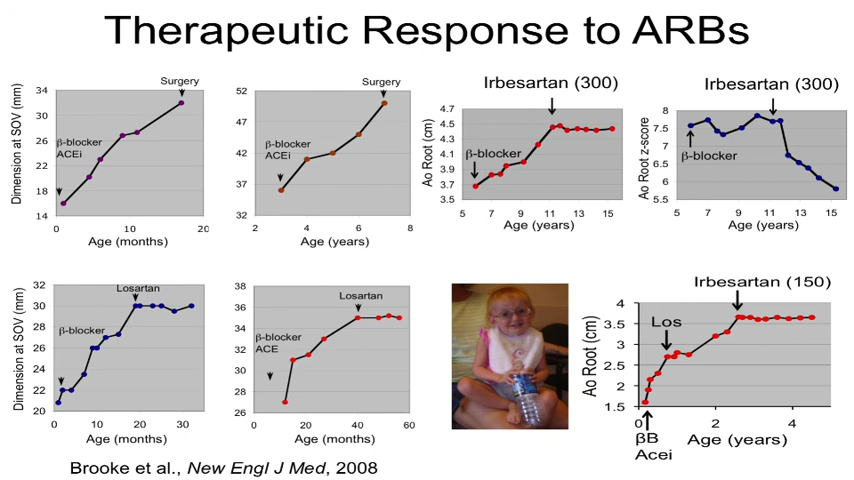 Therapeutic Response to ARBs
Surgery
Dimension at SOV (mm)
34
30
26
22
18
14
β-blocker
ACEi
0
10
20
Age (months)
Surgery
52
47
42
37
32
β-blocker
ACEi
2
4
6
8
Age (years)
Irbesartan (300)
Ao Root (cm)
4.7
4.5
4.3
4.1
3.9
3.7
3.5
β-blocker
5
7
9
11
13
15
Age (years)
Irbesartan (300)
Ao Root z-score
8
7.5
7
6.5
6
5.5
β-blocker
5
7
9
11
13
15
Age (years)
Losartan
Dimension at SOV (mm)
32
30
28
26
24
22
20
β-blocker
0
10
20
30
Age (months)
Losartan
38
36
34
32
30
28
26
β-blocker
ACE
0
20
40
60
Age (months)
Irbesartan (150)
Ao Root (cm)
4
3.5
3
2.5
2
1.5
Los
0
2
4
βB
Acei
Age (years)
Brooke et al., New Engl J Med, 2008